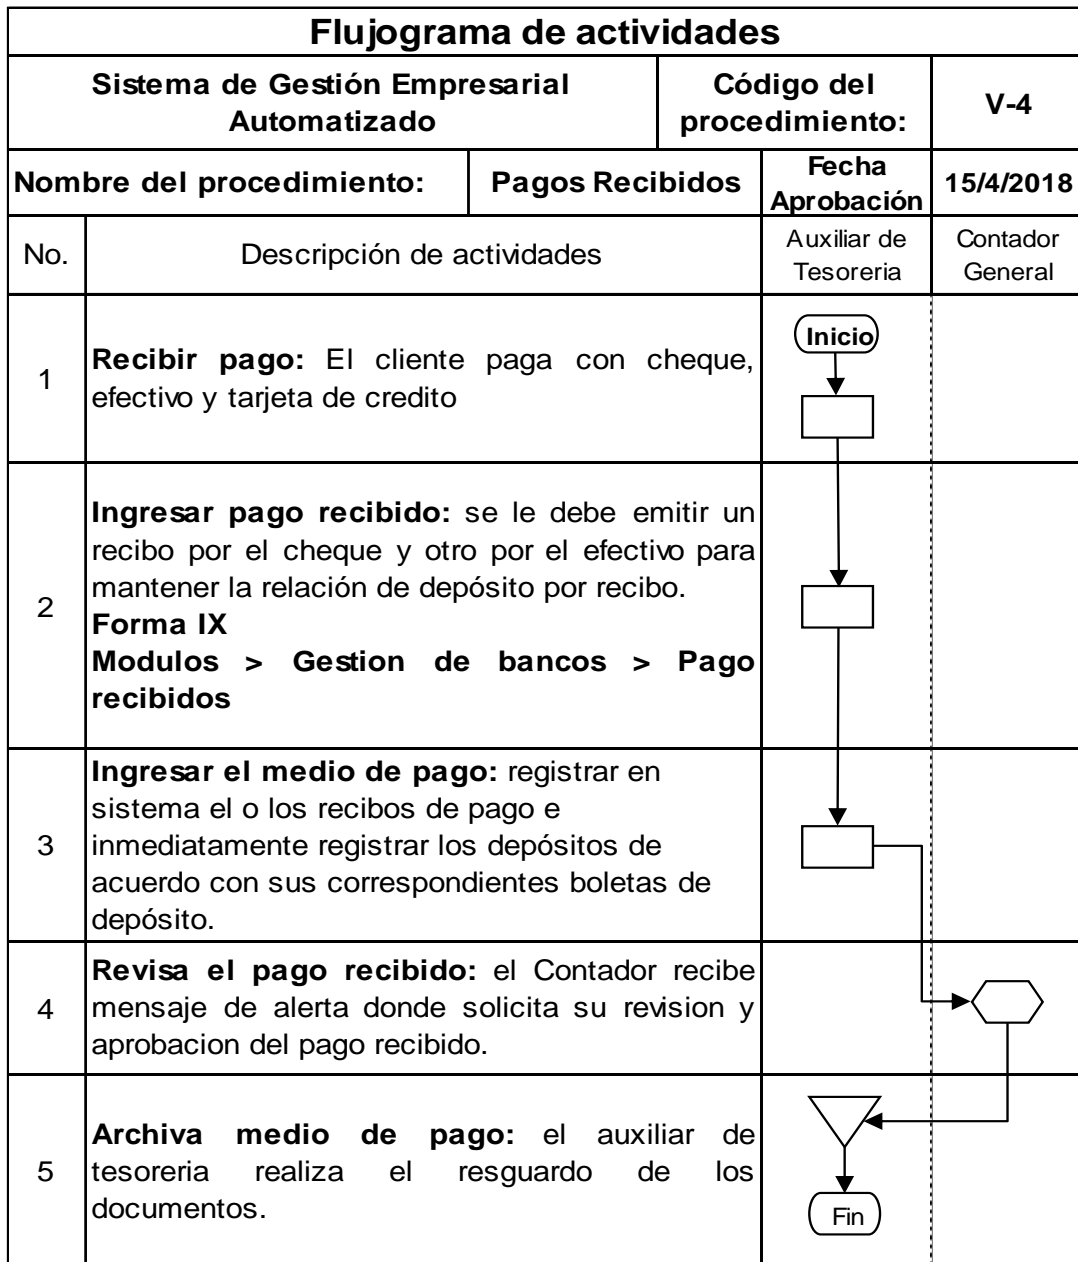 Flujograma de actividades
Sistema de Gestión Empresarial
Automatizado
Código del
procedimiento:
V-4
Nombre del procedimiento:
Pagos Recibidos
Fecha
Aprobación
15/4/2018
No.
Descripción de actividades
Auxiliar de
Tesoreria
Contador
General
1
Recibir pago: El cliente paga con cheque,
efectivo y tarjeta de credito
Inicio
2
Ingresar pago recibido: se le debe emitir un
recibo por el cheque y otro por el efectivo para
mantener la relación de depósito por recibo.
Forma IX
Modulos > Gestion de bancos > Pago
recibidos
3
Ingresar el medio de pago: registrar en
sistema el o los recibos de pago e
inmediatamente registrar los depósitos de
acuerdo con sus correspondientes boletas de
depósito.
4
Revisa el pago recibido: el Contador recibe
mensaje de alerta donde solicita su revision y
aprobacion del pago recibido.
5
Archiva medio de pago: el auxiliar de
tesoreria realiza el resguardo de los
documentos.
Fin